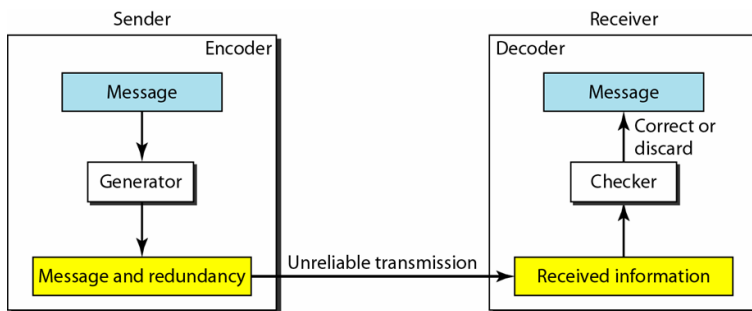 Sender
Receiver
Encoder
Decoder
Message
Message
Correct or
discard
Generator
Checker
Unreliable transmission
Message and redundancy
Received information